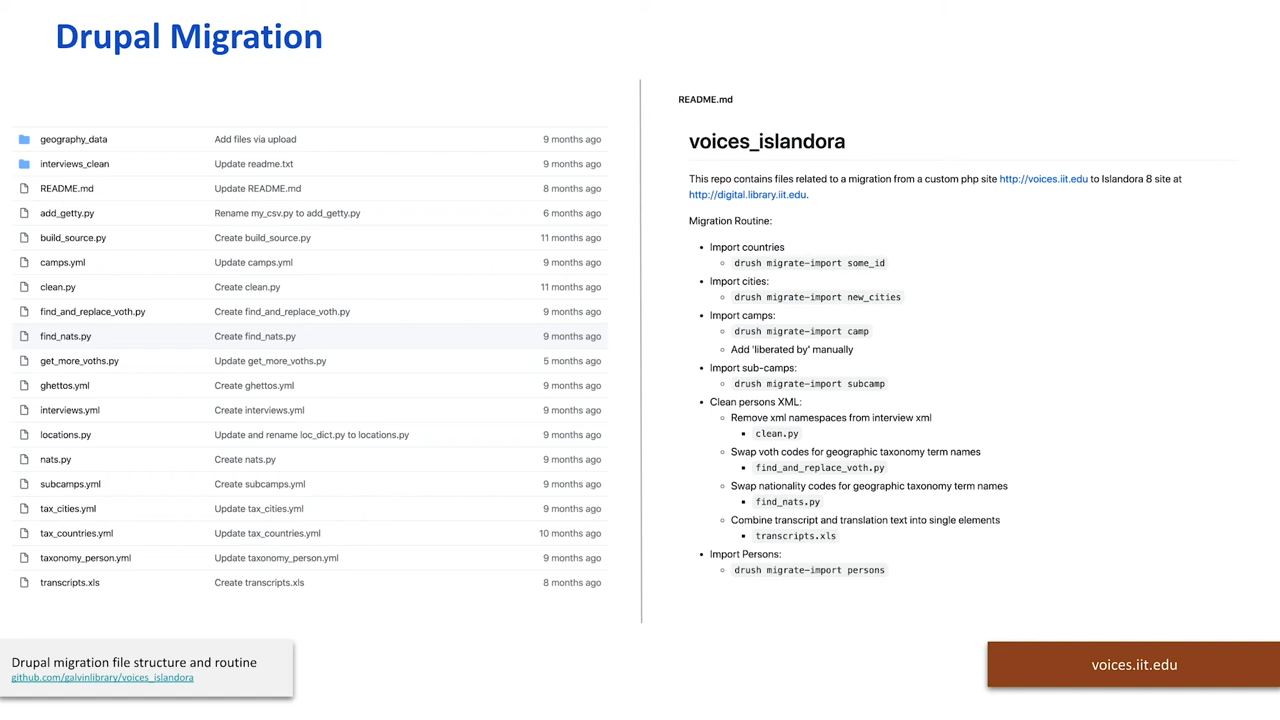 Drupal Migration
geography_data Add files via upload 9 months ago
interviews_clean Update readme.txt 9 months ago
README.md Update README.md 8 months ago
add_getty.py Rename my_csv.py to add_getty.py 6 months ago
build_source.py Create build_source.py 11 months ago
camps.yml Update camps.yml 9 months ago
clean.py Create clean.py 11 months ago
find_and_replace_voth.py Create find_and_replace_voth.py 9 months ago
find_nats.py Create find_nats.py 9 months ago
get_more_voths.py Update get_more_voths.py 5 months ago
ghettos.yml Create ghettos.yml 9 months ago
interviews.yml Create interviews.yml 9 months ago
locations.py Update and rename loc_dict.py to locations.py 9 months ago
nats.py Create nats.py 9 months ago
subcamps.yml Create subcamps.yml 9 months ago
tax_cities.yml Update tax_cities.yml 9 months ago
tax_countries.yml Update tax_countries.yml 10 months ago
taxonomy_person.yml Update taxonomy_person.yml 9 months ago
transcripts.xls Create transcripts.xls 8 months ago
README.md
voices_islandora
This repo contains files related to a migration from a custom php site http://voices.iit.edu to Islandora 8 site at
http://digital.library.iit.edu.
Migration Routine:
• Import countries
◦ drush migrate-import some_id
• Import cities:
◦ drush migrate-import new_cities
• Import camps:
◦ drush migrate-import camp
◦ Add 'liberated by' manually
• Import sub-camps:
◦ drush migrate-import subcamp
• Clean persons XML:
◦ Remove xml namespaces from interview xml
▪ clean.py
◦ Swap voth codes for geographic taxonomy term names
▪ find_and_replace_voth.py
◦ Swap nationality codes for geographic taxonomy term names
▪ find_nats.py
◦ Combine transcript and translation text into single elements
▪ transcripts.xls
• Import Persons:
◦ drush migrate-import persons
Drupal migration file structure and routine
github.com/galvinlibrary/voices_islandora
voices.iit.edu